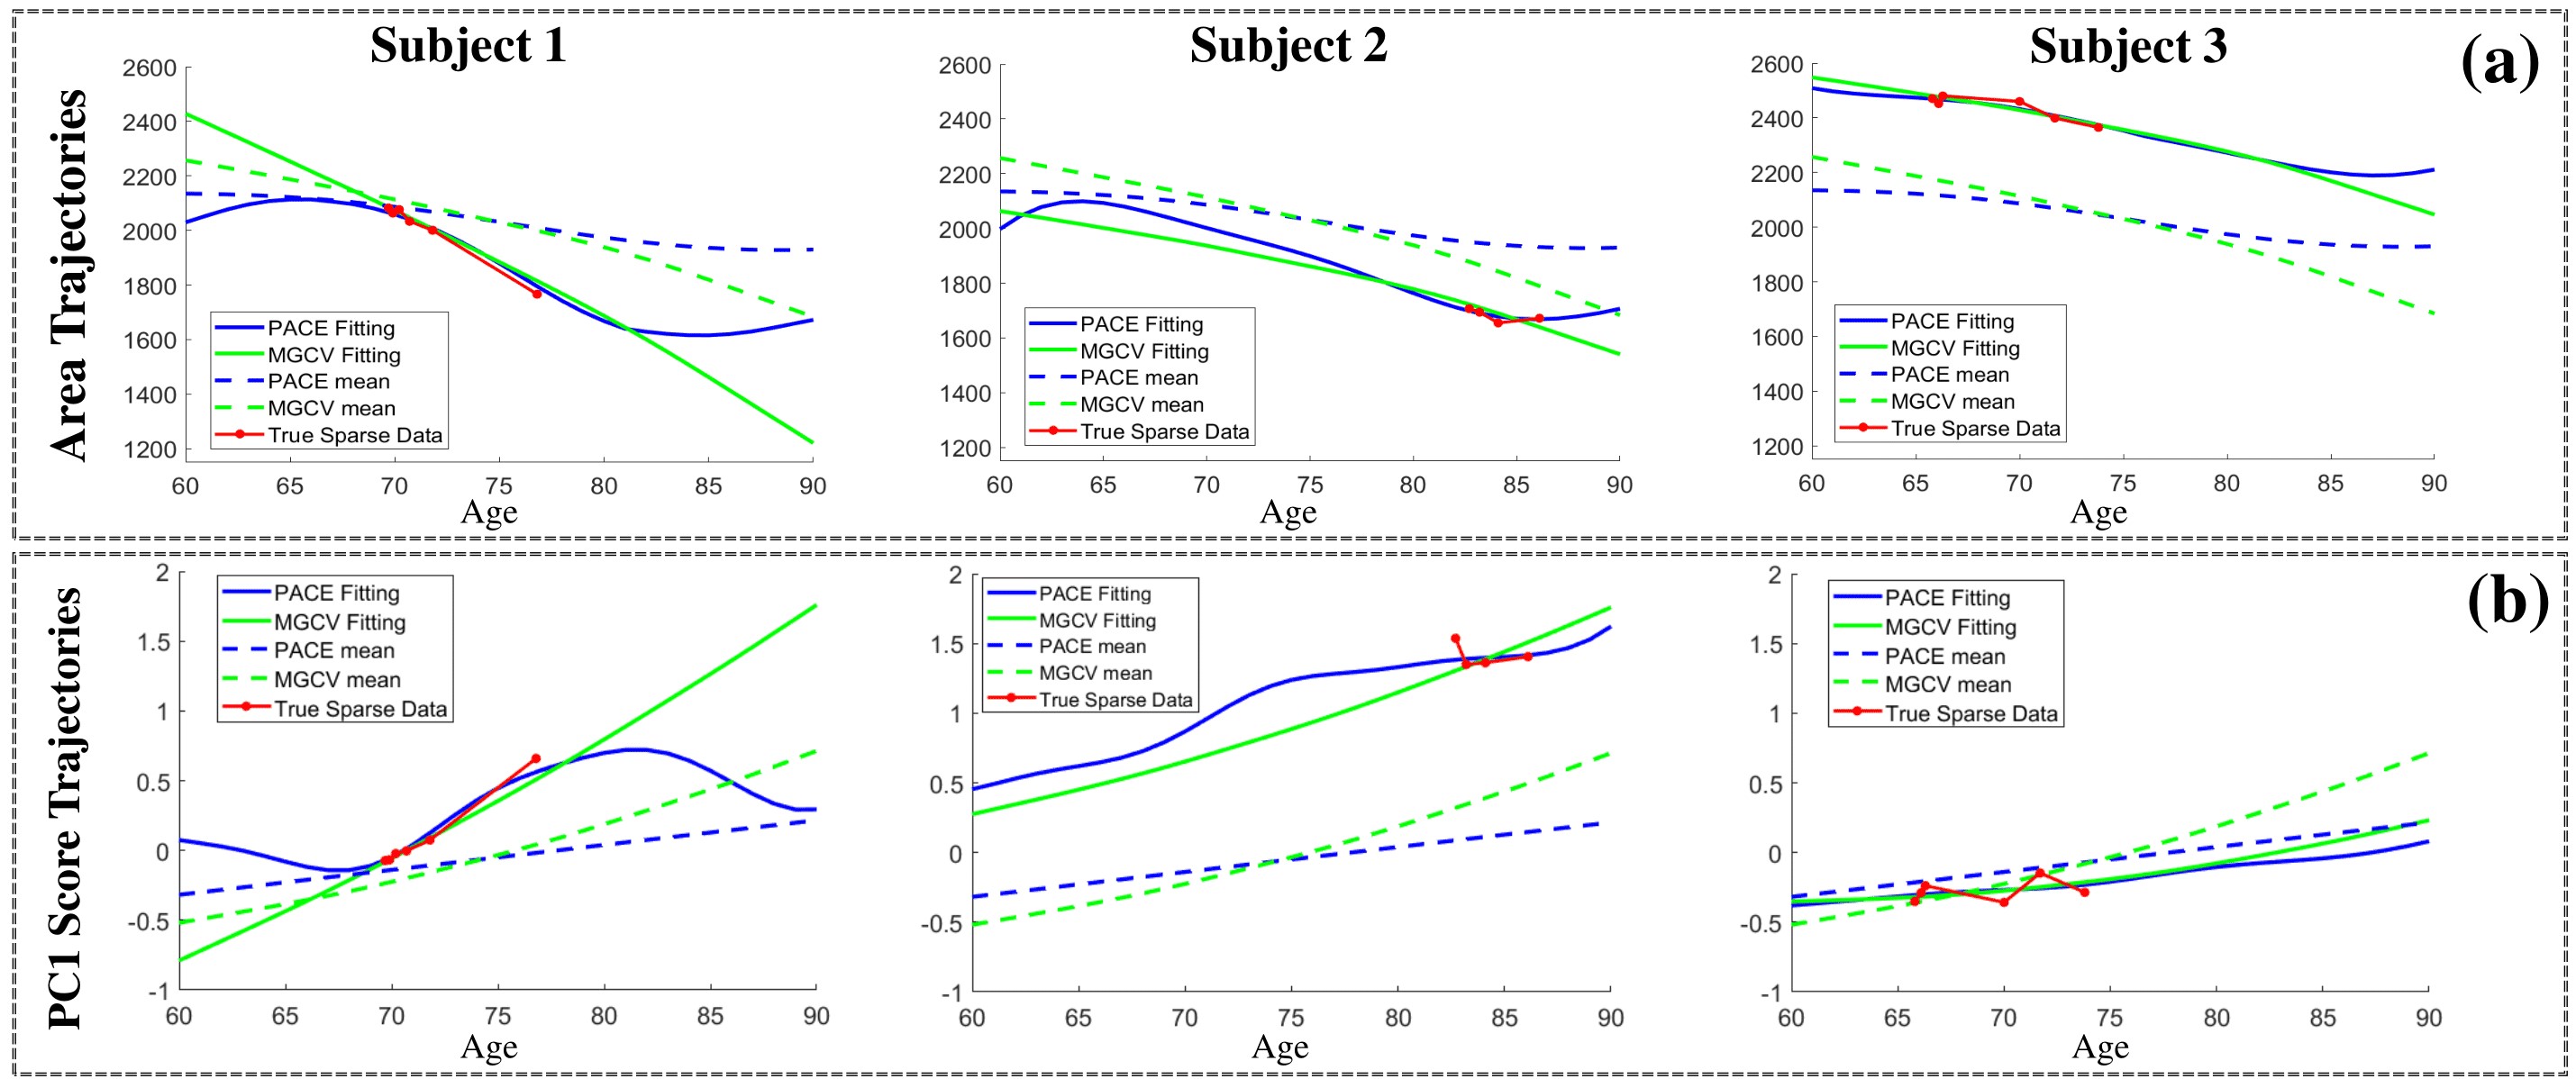 Subject 1
Subject 2
Subject 3
(a)
Area Trajectories
2600
2400
2200
2000
1800
1600
1400
1200
PACE Fitting
MGCV Fitting
PACE mean
MGCV mean
True Sparse Data
60 65 70 75 80 85 90
Age
2600
2400
2200
2000
1800
1600
1400
1200
PACE Fitting
MGCV Fitting
PACE mean
MGCV mean
True Sparse Data
60 65 70 75 80 85 90
Age
2600
2400
2200
2000
1800
1600
1400
1200
PACE Fitting
MGCV Fitting
PACE mean
MGCV mean
True Sparse Data
60 65 70 75 80 85 90
Age
(b)
PC1 Score Trajectories
2
1.5
1
0.5
0
-0.5
-1
PACE Fitting
MGCV Fitting
PACE mean
MGCV mean
True Sparse Data
60 65 70 75 80 85 90
Age
2
1.5
1
0.5
0
-0.5
-1
PACE Fitting
MGCV Fitting
PACE mean
MGCV mean
True Sparse Data
60 65 70 75 80 85 90
Age
2
1.5
1
0.5
0
-0.5
-1
PACE Fitting
MGCV Fitting
PACE mean
MGCV mean
True Sparse Data
60 65 70 75 80 85 90
Age